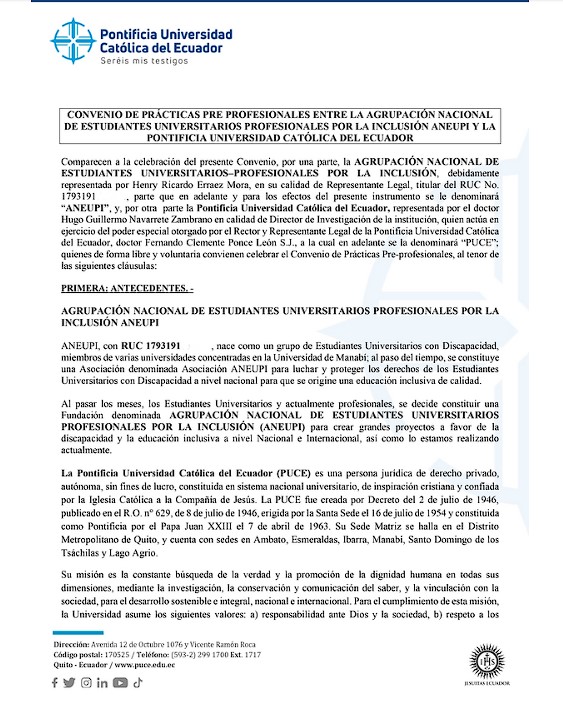 Pontificia Universidad
Católica del Ecuador
Seréis mis testigos
CONVENIO DE PRÁCTICAS PRE PROFESIONALES ENTRE LA AGRUPACIÓN NACIONAL
DE ESTUDIANTES UNIVERSITARIOS PROFESIONALES POR LA INCLUSIÓN ANEUPI Y LA
PONTIFICIA UNIVERSIDAD CATÓLICA DEL ECUADOR
Comparecen a la celebración del presente Convenio, por una parte, la AGRUPACIÓN NACIONAL DE
ESTUDIANTES UNIVERSITARIOS–PROFESIONALES POR LA INCLUSIÓN, debidamente
representada por Henry Ricardo Erraez Mora, en su calidad de Representante Legal, titular del RUC No.
1793191 , parte que en adelante y para los efectos del presente instrumento se le denominará
“ANEUPI”, y, por otra parte la Pontificia Universidad Católica del Ecuador, representada por el doctor
Hugo Guillermo Navarrete Zambrano en calidad de Director de Investigación de la institución, quien actúa en
ejercicio del poder especial otorgado por el Rector y Representante Legal de la Pontificia Universidad Católica
del Ecuador, doctor Fernando Clemente Ponce León S.J., a la cual en adelante se la denominará “PUCE”;
quienes de forma libre y voluntaria convienen celebrar el Convenio de Prácticas Pre-profesionales, al tenor de
las siguientes cláusulas:
PRIMERA: ANTECEDENTES. -
AGRUPACIÓN NACIONAL DE ESTUDIANTES UNIVERSITARIOS PROFESIONALES POR LA
INCLUSIÓN ANEUPI
ANEUPI, con RUC 1793191 , nace como un grupo de Estudiantes Universitarios con Discapacidad,
miembros de varias universidades concentradas en la Universidad de Manabí; al paso del tiempo, se constituye
una Asociación denominada Asociación ANEUPI para luchar y proteger los derechos de los Estudiantes
Universitarios con Discapacidad a nivel nacional para que se origine una educación inclusiva de calidad.
Al pasar los meses, los Estudiantes Universitarios y actualmente profesionales, se decide constituir una
Fundación denominada AGRUPACIÓN NACIONAL DE ESTUDIANTES UNIVERSITARIOS
PROFESIONALES POR LA INCLUSIÓN (ANEUPI) para crear grandes proyectos a favor de la
discapacidad y la educación inclusiva a nivel Nacional e Internacional, así como lo estamos realizando
actualmente.
La Pontificia Universidad Católica del Ecuador (PUCE) es una persona jurídica de derecho privado,
autónoma, sin fines de lucro, constituida en sistema nacional universitario, de inspiración cristiana y confiada
por la Iglesia Católica a la Compañía de Jesús. La PUCE fue creada por Decreto del 2 de julio de 1946,
publicado en el R.O. nº 629, de 8 de julio de 1946, erigida por la Santa Sede el 16 de julio de 1954 y constituida
como Pontificia por el Papa Juan XXIII el 7 de abril de 1963. Su Sede Matriz se halla en el Distrito
Metropolitano de Quito, y cuenta con sedes en Ambato, Esmeraldas, Ibarra, Manabí, Santo Domingo de los
Tsáchilas y Lago Agrio.
Su misión es la constante búsqueda de la verdad y la promoción de la dignidad humana en todas sus
dimensiones, mediante la investigación, la conservación y comunicación del saber, y la vinculación con la
sociedad, para el desarrollo sostenible e integral, nacional e internacional. Para el cumplimiento de esta misión,
la Universidad asume los siguientes valores: a) responsabilidad ante Dios y la sociedad, b) respeto a los
Dirección: Avenida 12 de Octubre 1076 y Vicente Ramón Roca
Código postal: 170525 / Teléfono: (593-2) 299 1700 Ext. 1717
Quito - Ecuador / www.puce.edu.ec
IHS
JESUITAS ECUADOR